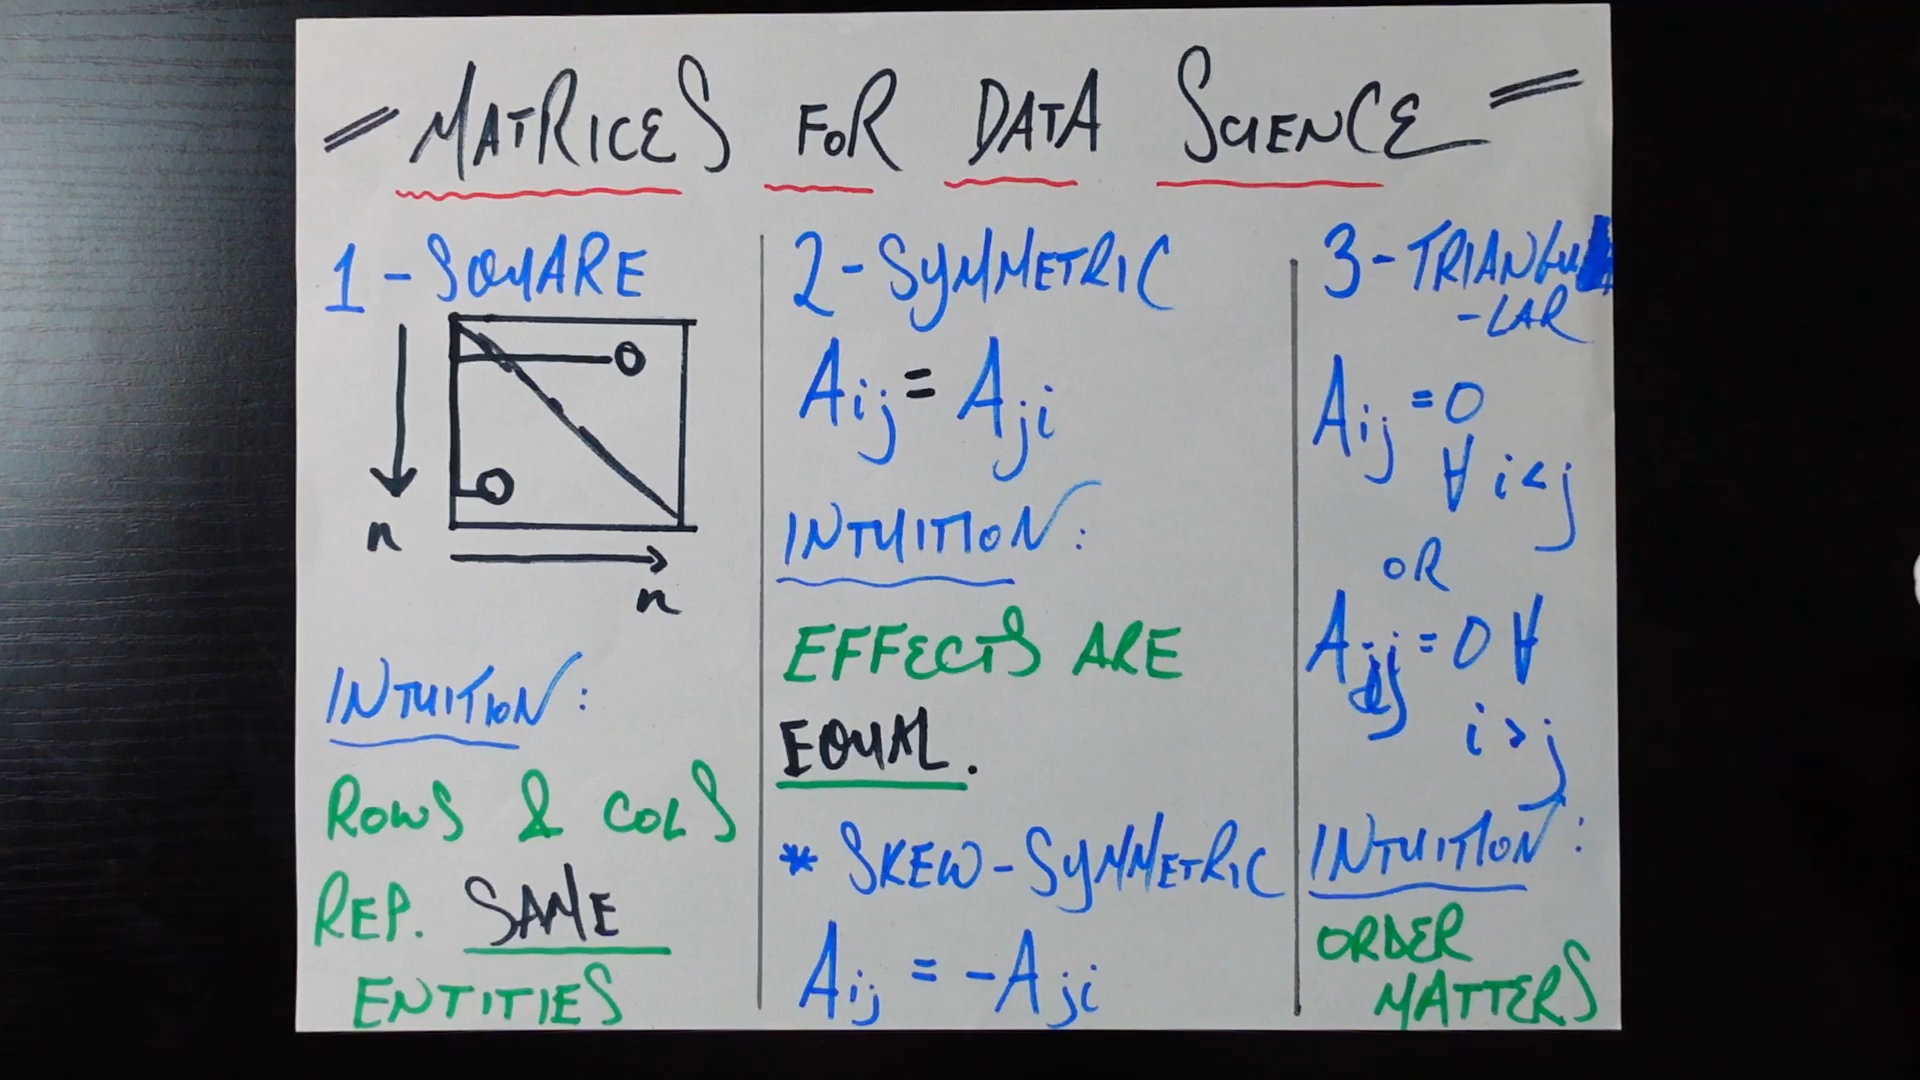 MATRICES FOR DATA SCIENCE
1 - SQUARE
n
n
INTUITION:
ROWS & COLS
REP. SAME
ENTITIES
2 - SYMMETRIC
Aij = Aji
INTUITION:
EFFECTS ARE
EQUAL.
* SKEW-SYMMETRIC
Aij = -Aji
3 - TRIANGU
-LAR
Aij = 0
∀ i < j
OR
Aij = 0 ∀
i > j
INTUITION:
ORDER
MATTERS